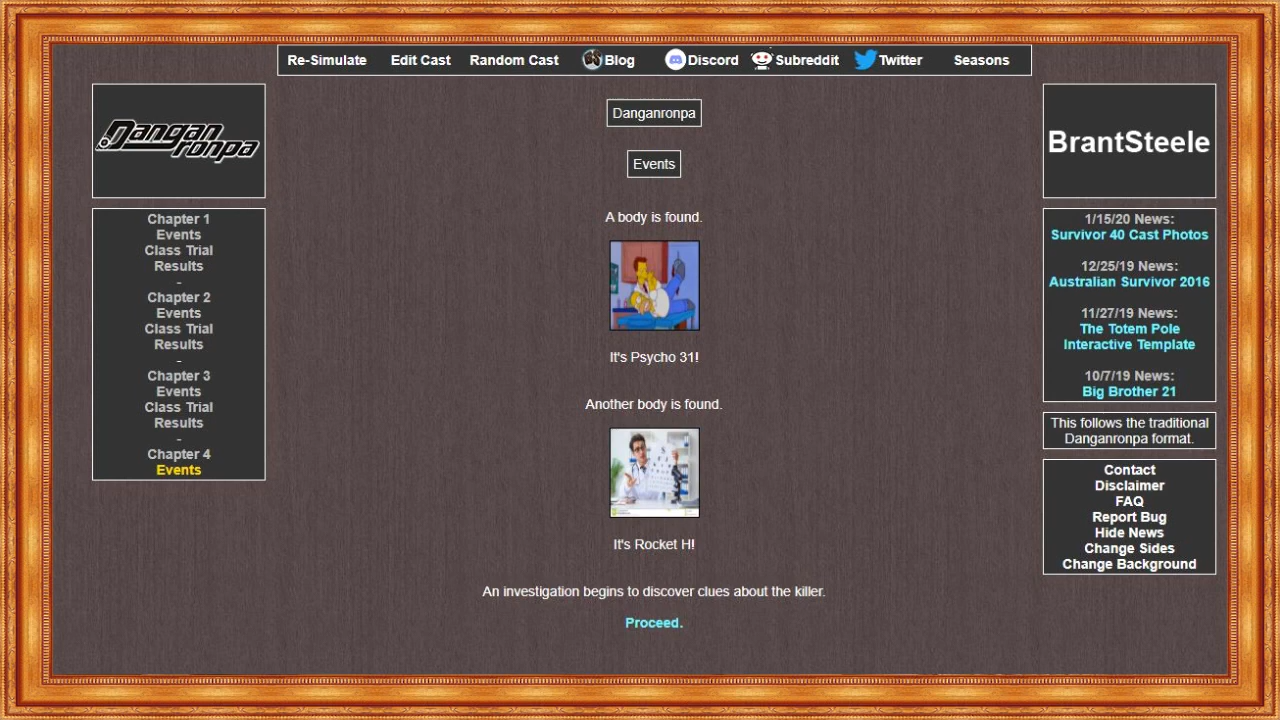 Re-Simulate Edit Cast Random Cast Blog Discord Subreddit Twitter Seasons
Danganronpa
Chapter 1
Events
Class Trial
Results
-
Chapter 2
Events
Class Trial
Results
-
Chapter 3
Events
Class Trial
Results
-
Chapter 4
Events
Danganronpa
Events
A body is found.
It's Psycho 31!
Another body is found.
It's Rocket H!
An investigation begins to discover clues about the killer.
Proceed.
BrantSteele
1/15/20 News:
Survivor 40 Cast Photos
12/25/19 News:
Australian Survivor 2016
11/27/19 News:
The Totem Pole
Interactive Template
10/7/19 News:
Big Brother 21
This follows the traditional
Danganronpa format.
Contact
Disclaimer
FAQ
Report Bug
Hide News
Change Sides
Change Background